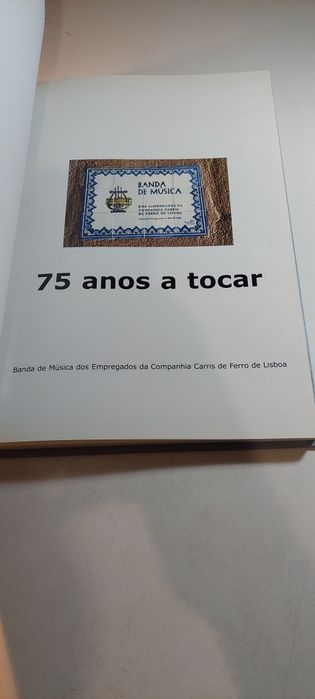 BANDA
DE MÚSICA
DOS EMPREGADOS DA
COMPANHIA CARRIS
DE FERRO DE LISBOA
75 anos a tocar
Banda de Música dos Empregados da Companhia Carris de Ferro de Lisboa